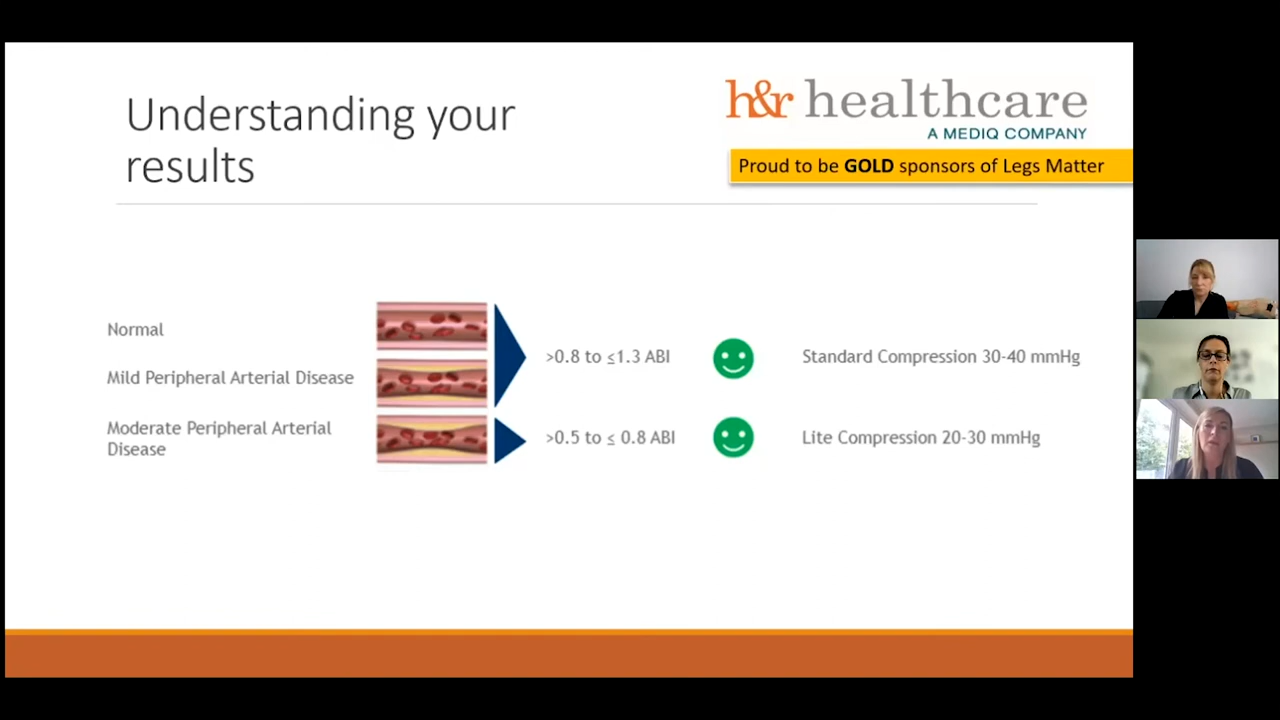 Understanding your
results
h&r healthcare
A MEDIQ COMPANY
Proud to be GOLD sponsors of Legs Matter
Normal
Mild Peripheral Arterial Disease
Moderate Peripheral Arterial
Disease
>0.8 to ≤1.3 ABI
Standard Compression 30-40 mmHg
>0.5 to ≤ 0.8 ABI
Lite Compression 20-30 mmHg